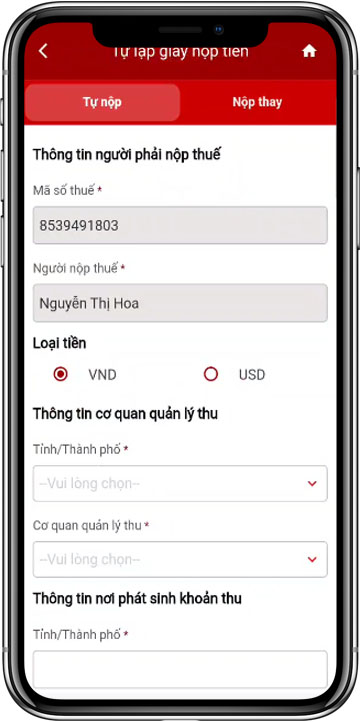 Tự lập giấy nộp tiền
Tự nộp
Nộp thay
Thông tin người phải nộp thuế
Mã số thuế *
8539491803
Người nộp thuế *
Nguyễn Thị Hoa
Loại tiền
VND
USD
Thông tin cơ quan quản lý thu
Tỉnh/Thành phố *
--Vui lòng chọn--
Cơ quan quản lý thu *
--Vui lòng chọn--
Thông tin nơi phát sinh khoản thu
Tỉnh/Thành phố *